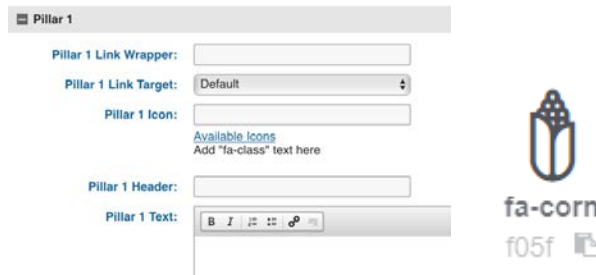 Pillar 1
Pillar 1 Link Wrapper:
Pillar 1 Link Target: Default
Pillar 1 Icon:
Available Icons
Add "fa-class" text here
Pillar 1 Header:
Pillar 1 Text: B I
fa-corn
f05f